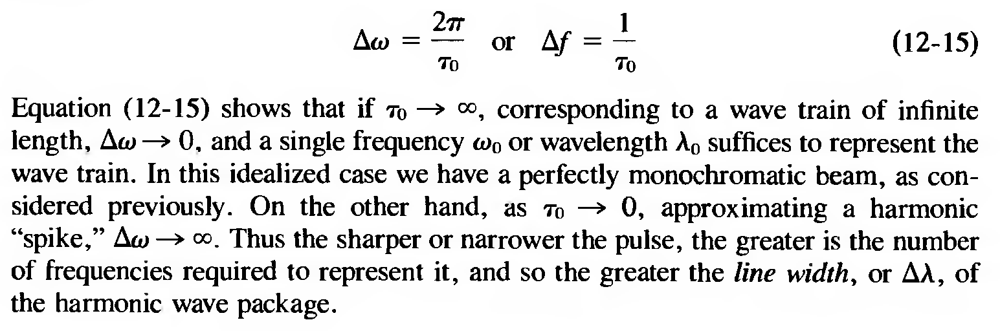 Δω = 2π/τ₀ or Δf = 1/τ₀ (12-15)
Equation (12-15) shows that if τ₀ → ∞, corresponding to a wave train of infinite
length, Δω → 0, and a single frequency ω₀ or wavelength λ₀ suffices to represent the
wave train. In this idealized case we have a perfectly monochromatic beam, as con-
sidered previously. On the other hand, as τ₀ → 0, approximating a harmonic
“spike,” Δω → ∞. Thus the sharper or narrower the pulse, the greater is the number
of frequencies required to represent it, and so the greater the line width, or Δλ, of
the harmonic wave package.